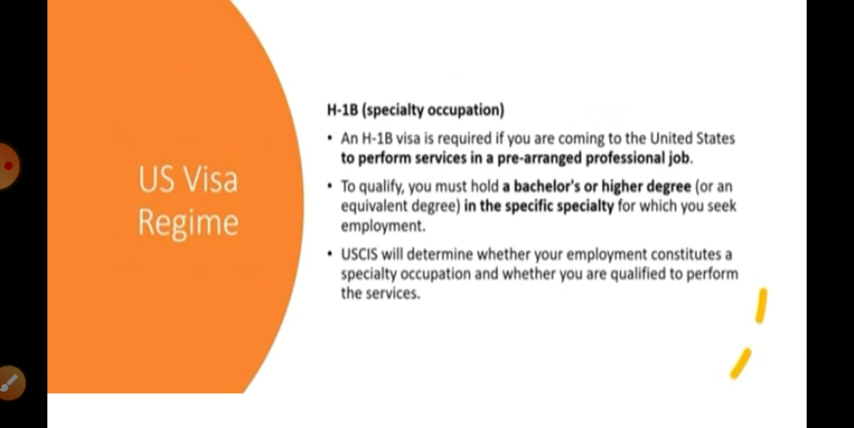 US Visa
Regime
H-1B (specialty occupation)
• An H-1B visa is required if you are coming to the United States
to perform services in a pre-arranged professional job.
• To qualify, you must hold a bachelor's or higher degree (or an
equivalent degree) in the specific specialty for which you seek
employment.
• USCIS will determine whether your employment constitutes a
specialty occupation and whether you are qualified to perform
the services.